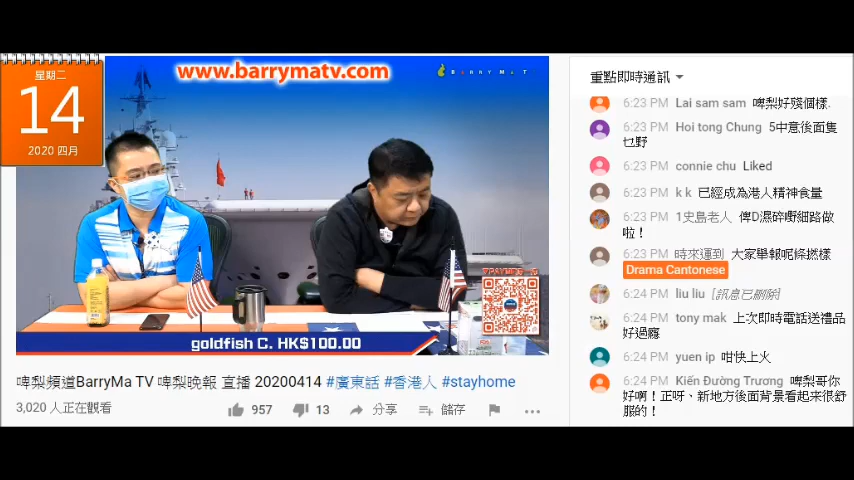 星期二
14
2020 四月
www.barrymatv.com
BARRY MA T
goldfish C. HK$100.00
啤梨頻道BarryMa TV 啤梨晚報 直播 20200414 #廣東話 #香港人 #stayhome
3,020 人正在觀看
957
13
分享
儲存
重點即時通訊
6:23 PM Lai sam sam 啤梨好殘個樣.
6:23 PM Hoi tong Chung 5中意後面隻
乜野
6:23 PM connie chu Liked
6:23 PM k k 已經成為港人精神食量
6:23 PM 1史島老人 俾D濕碎嘢細路做
啦！
6:23 PM 時來運到 大家舉報呢條撚樣
Drama Cantonese
6:24 PM liu liu [訊息已刪除]
6:24 PM tony mak 上次即時電話送禮品
好過癮
6:24 PM yuen ip 咁快上火
6:24 PM Kiến Đường Trương 啤梨哥你
好啊！正呀、新地方後面背景看起來很舒
服的！